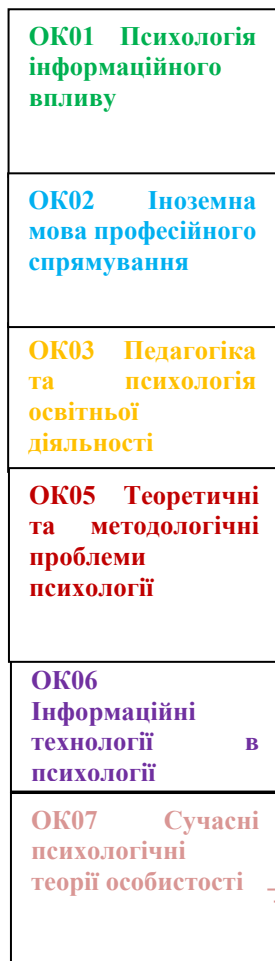 ОК01 Психологія
інформаційного
впливу
ОК02 Іноземна
мова професійного
спрямування
ОК03 Педагогіка
та психологія
освітньої
діяльності
ОК05 Теоретичні
та методологічні
проблеми
психології
ОК06
Інформаційні
технології в
психології
ОК07 Сучасні
психологічні
теорії особистості